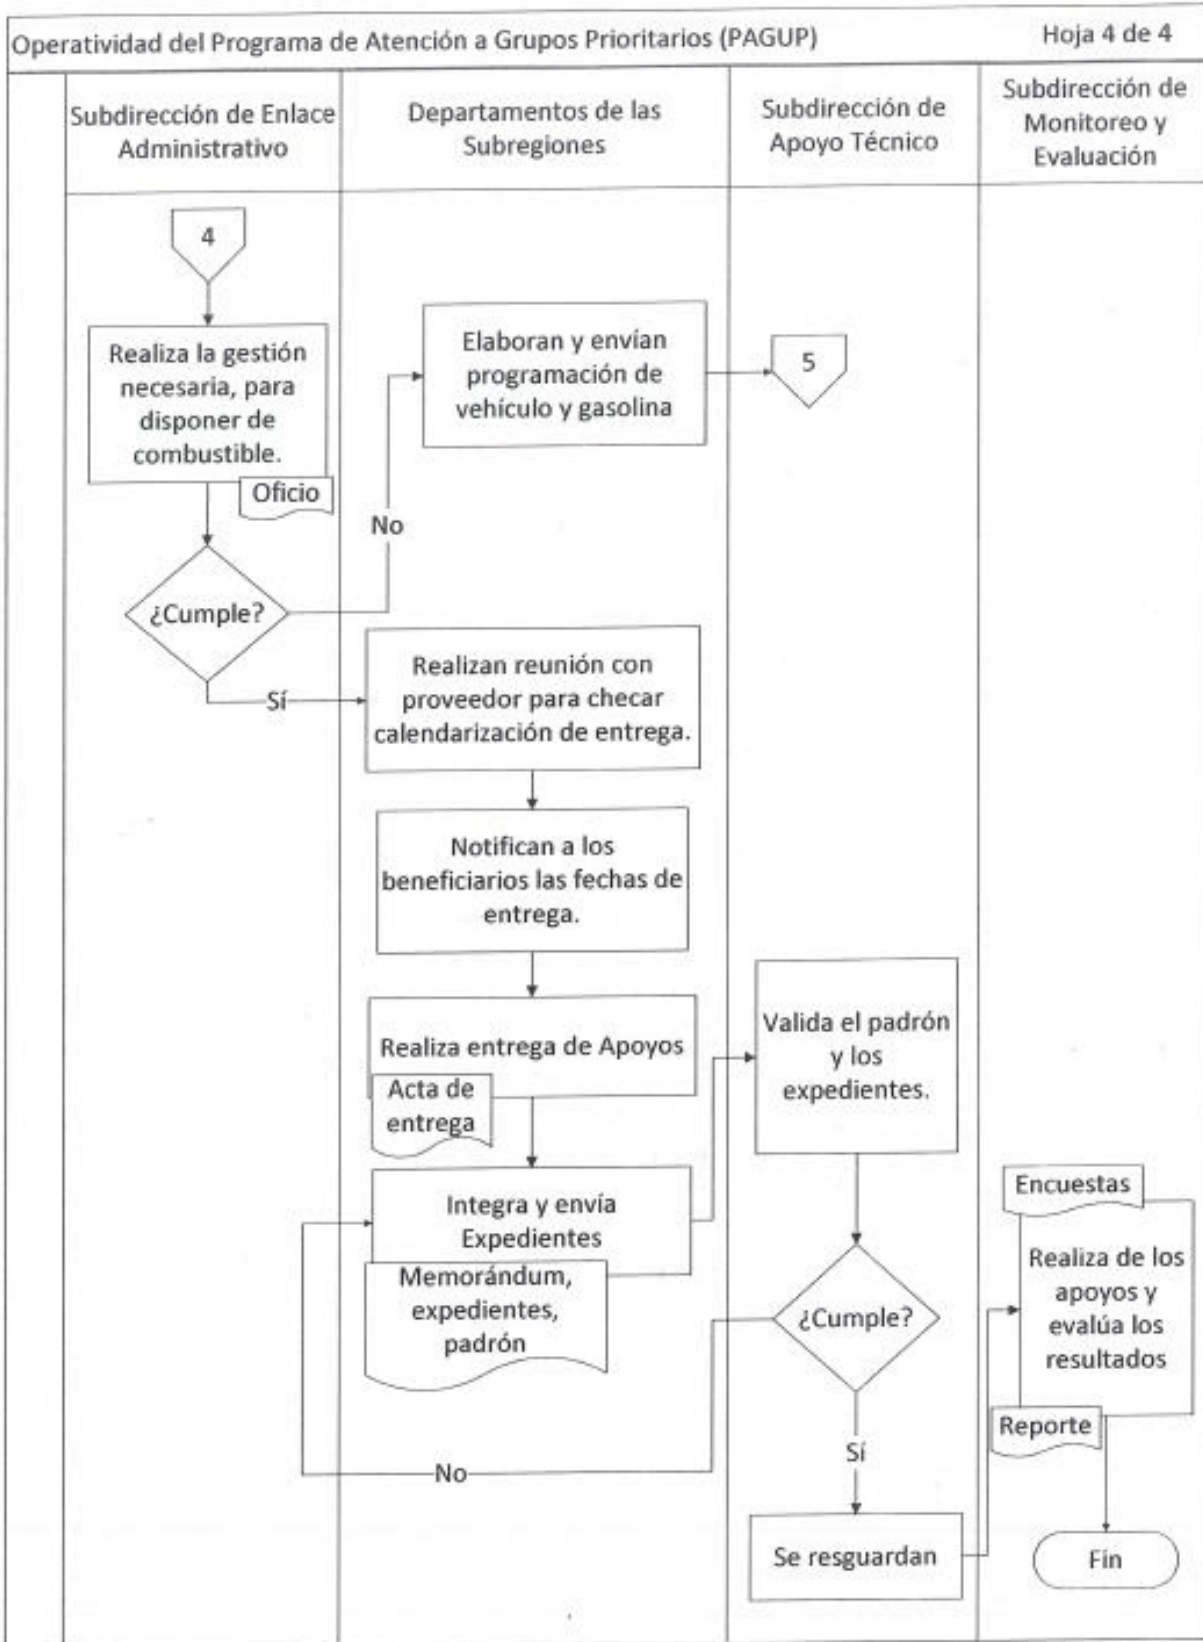 Operatividad del Programa de Atención a Grupos Prioritarios (PAGUP)
Hoja 4 de 4
Subdirección de Enlace
Administrativo
Departamentos de las
Subregiones
Subdirección de
Apoyo Técnico
Subdirección de
Monitoreo y
Evaluación
4
Realiza la gestión
necesaria, para
disponer de
combustible.
Oficio
Elaboran y envían
programación de
vehículo y gasolina
5
No
¿Cumple?
Sí
Realizan reunión con
proveedor para checar
calendarización de entrega.
Notifican a los
beneficiarios las fechas de
entrega.
Realiza entrega de Apoyos
Acta de
entrega
Valida el padrón
y los
expedientes.
Integra y envía
Expedientes
Memorándum,
expedientes,
padrón
¿Cumple?
No
Sí
Se resguardan
Encuestas
Realiza de los
apoyos y
evalúa los
resultados
Reporte
Fin